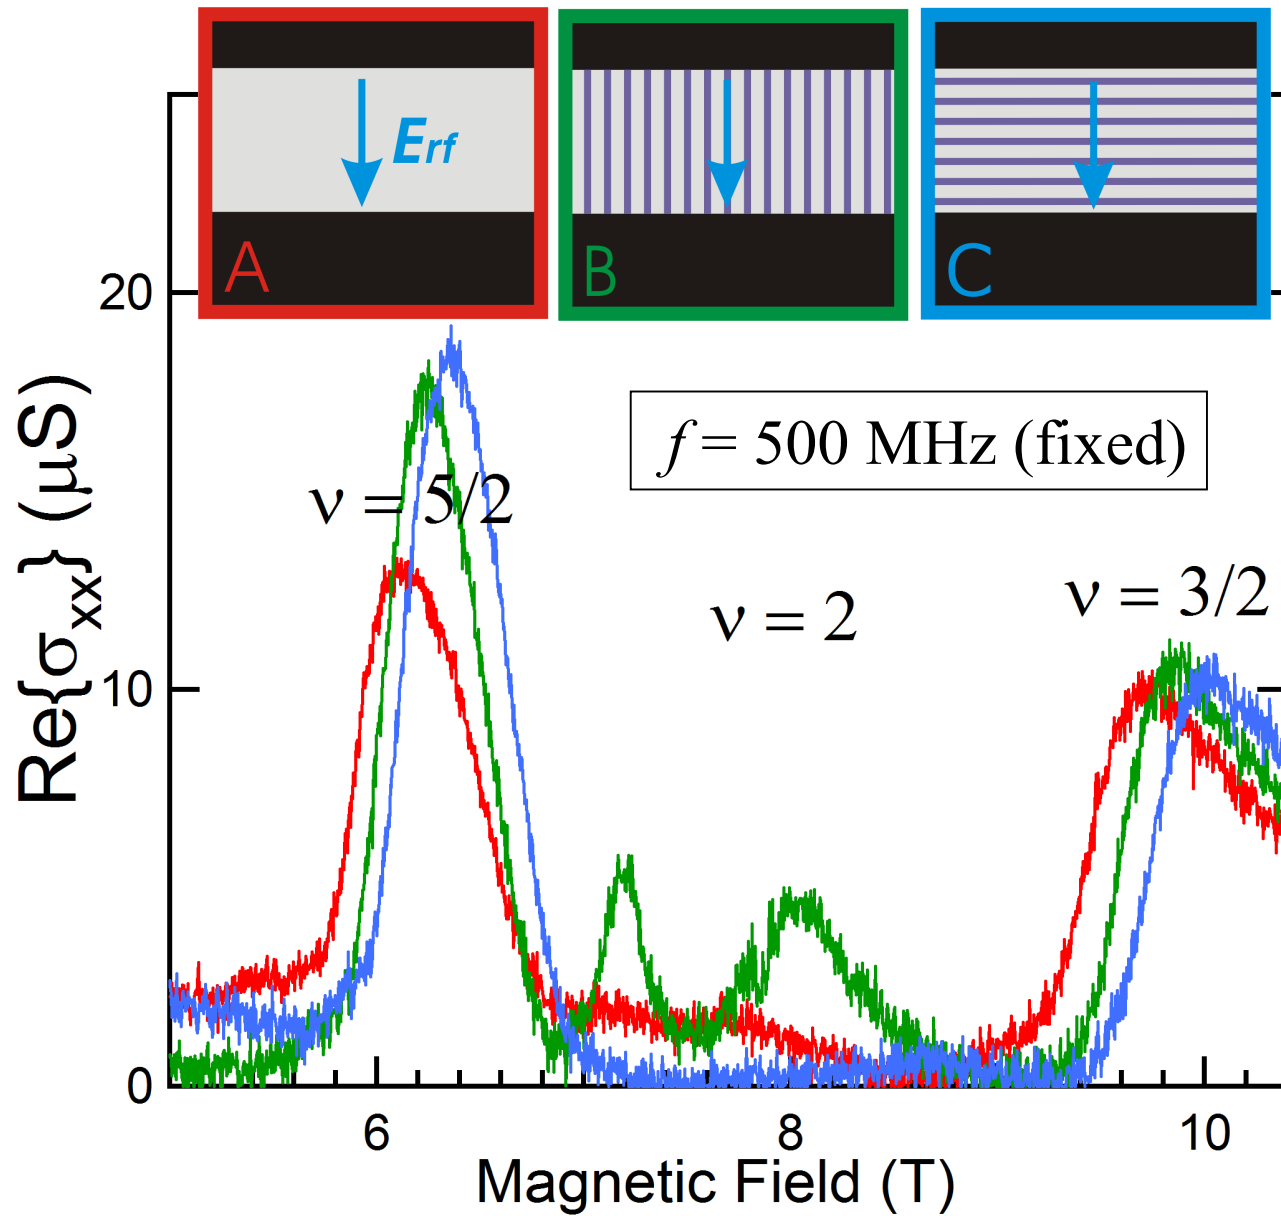 Erf
A
B
C
20
10
0
Re{σxx} (μS)
f = 500 MHz (fixed)
ν = 5/2
ν = 2
ν = 3/2
6
8
10
Magnetic Field (T)